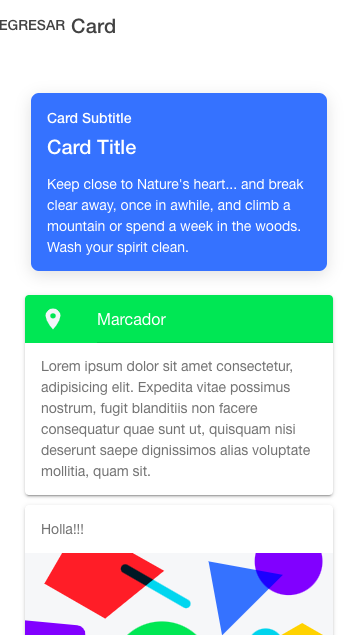 EGRESAR Card
Card Subtitle
Card Title
Keep close to Nature's heart... and break
clear away, once in awhile, and climb a
mountain or spend a week in the woods.
Wash your spirit clean.
Marcador
Lorem ipsum dolor sit amet consectetur,
adipisicing elit. Expedita vitae possimus
nostrum, fugit blanditiis non facere
consequatur quae sunt ut, quisquam nisi
deserunt saepe dignissimos alias voluptate
mollitia, quam sit.
Holla!!!